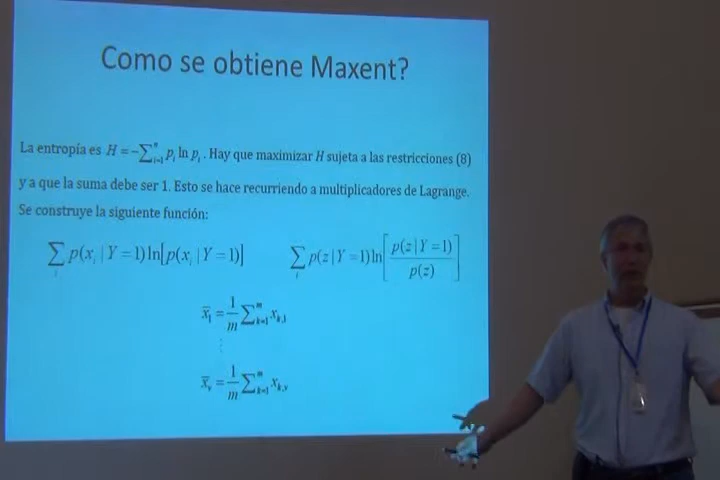 Como se obtiene Maxent?
La entropía es H = -∑ᵢ₌₁ⁿ pᵢ ln pᵢ . Hay que maximizar H sujeta a las restricciones (8)
y a que la suma debe ser 1. Esto se hace recurriendo a multiplicadores de Lagrange.
Se construye la siguiente función:
∑ᵢ p(xᵢ | Y = 1) ln[p(xᵢ | Y = 1)] ∑ᵢ p(z | Y = 1) ln[p(z | Y = 1) / p(z)]
x̄₁ = 1/m ∑ₖ₌₁ᵐ xₖ,₁
⋮
x̄ᵥ = 1/m ∑ₖ₌₁ᵐ xₖ,ᵥ